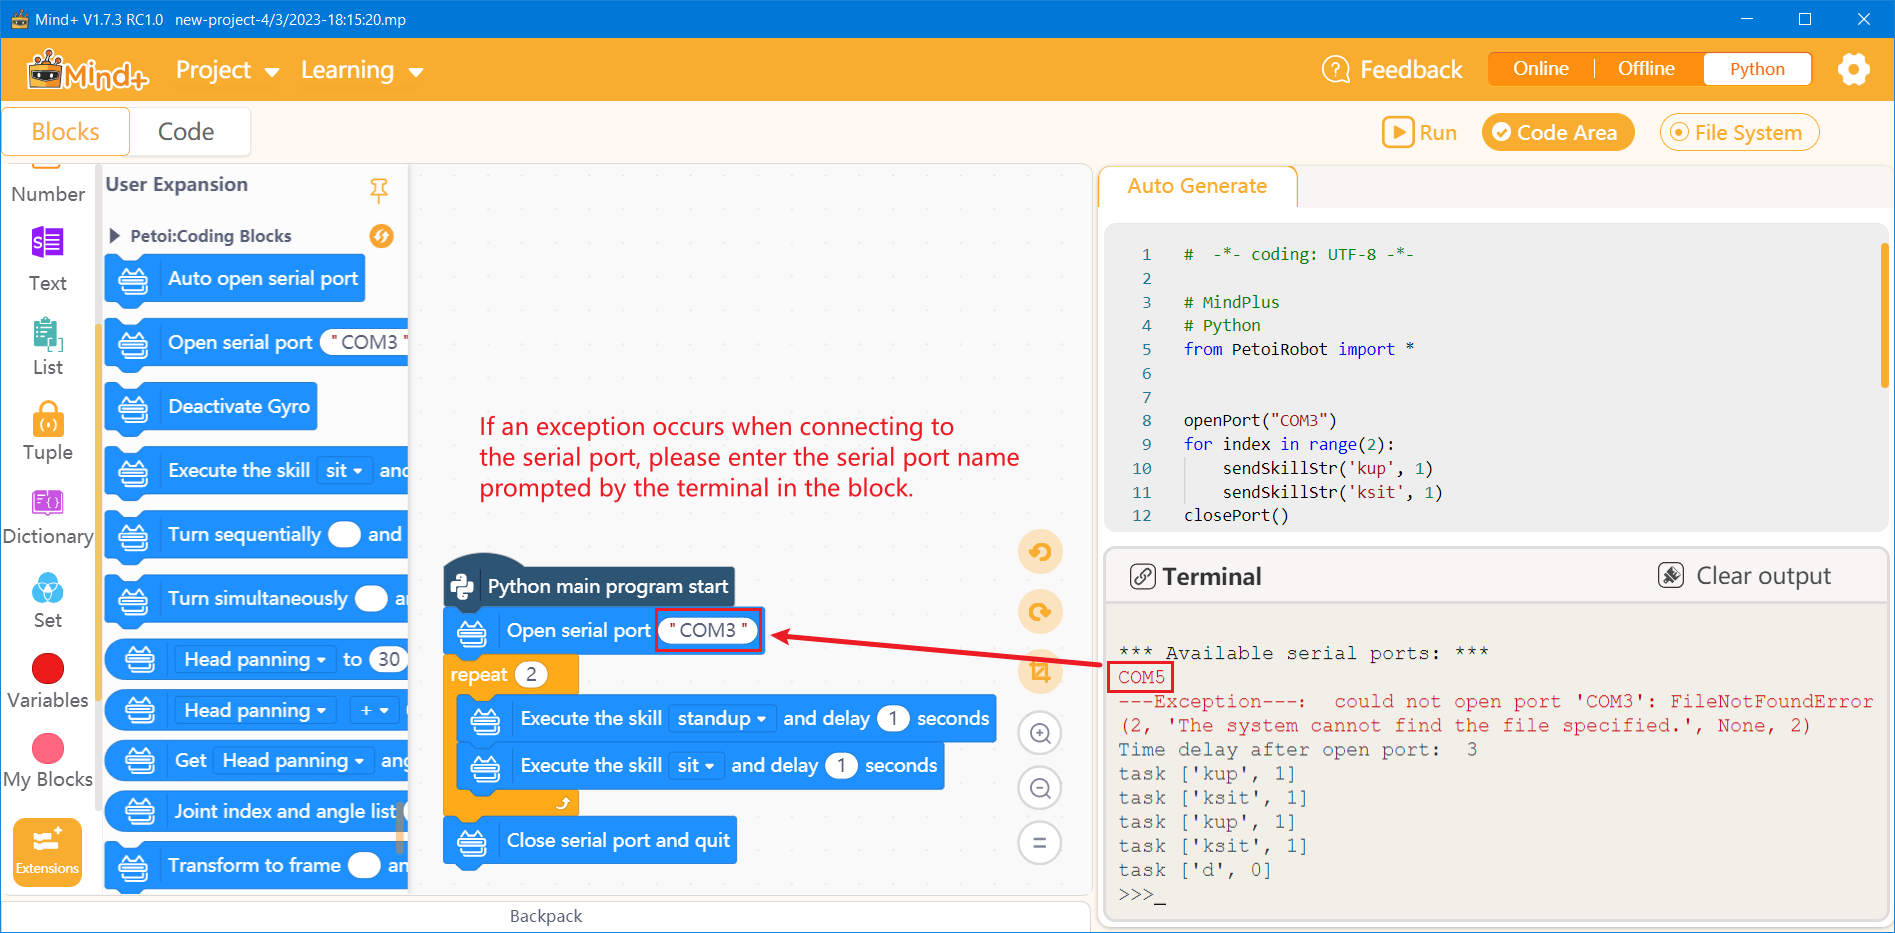 Mind+ V1.7.3 RC1.0   new-project-4/3/2023-18:15:20.mp
Mind+
Project
Learning
Feedback
Online
Offline
Python
Blocks
Code
Run
Code Area
File System
Number
Text
List
Tuple
Dictionary
Set
Variables
My Blocks
Extensions
User Expansion
Petoi:Coding Blocks
Auto open serial port
Open serial port "COM3"
Deactivate Gyro
Execute the skill sit and
Turn sequentially and
Turn simultaneously
Head panning to 30
Head panning +
Get Head panning
Joint index and angle list
Transform to frame
If an exception occurs when connecting to
the serial port, please enter the serial port name
prompted by the terminal in the block.
Python main program start
Open serial port "COM3"
repeat 2
Execute the skill standup and delay 1 seconds
Execute the skill sit and delay 1 seconds
Close serial port and quit
Backpack
Auto Generate
1 # -*- coding: UTF-8 -*-
2
3 # MindPlus
4 # Python
5 from PetoiRobot import *
6
7
8 openPort("COM3")
9 for index in range(2):
10 sendSkillStr('kup', 1)
11 sendSkillStr('ksit', 1)
12 closePort()
Terminal
Clear output
*** Available serial ports: ***
COM5
---Exception---:  could not open port 'COM3': FileNotFoundError
(2, 'The system cannot find the file specified.', None, 2)
Time delay after open port:  3
task ['kup', 1]
task ['ksit', 1]
task ['kup', 1]
task ['ksit', 1]
task ['d', 0]
>>>_